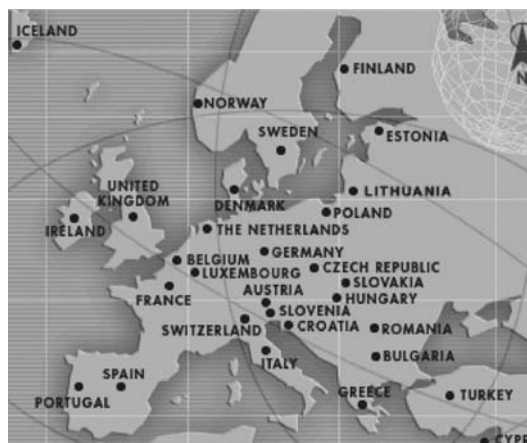 ICELAND
N
FINLAND
NORWAY
SWEDEN
ESTONIA
UNITED
KINGDOM
DENMARK
LITHUANIA
IRELAND
POLAND
THE NETHERLANDS
GERMANY
BELGIUM
CZECH REPUBLIC
LUXEMBOURG
SLOVAKIA
AUSTRIA
FRANCE
HUNGARY
SLOVENIA
SWITZERLAND
CROATIA
ROMANIA
ITALY
BULGARIA
SPAIN
PORTUGAL
GREECE
TURKEY